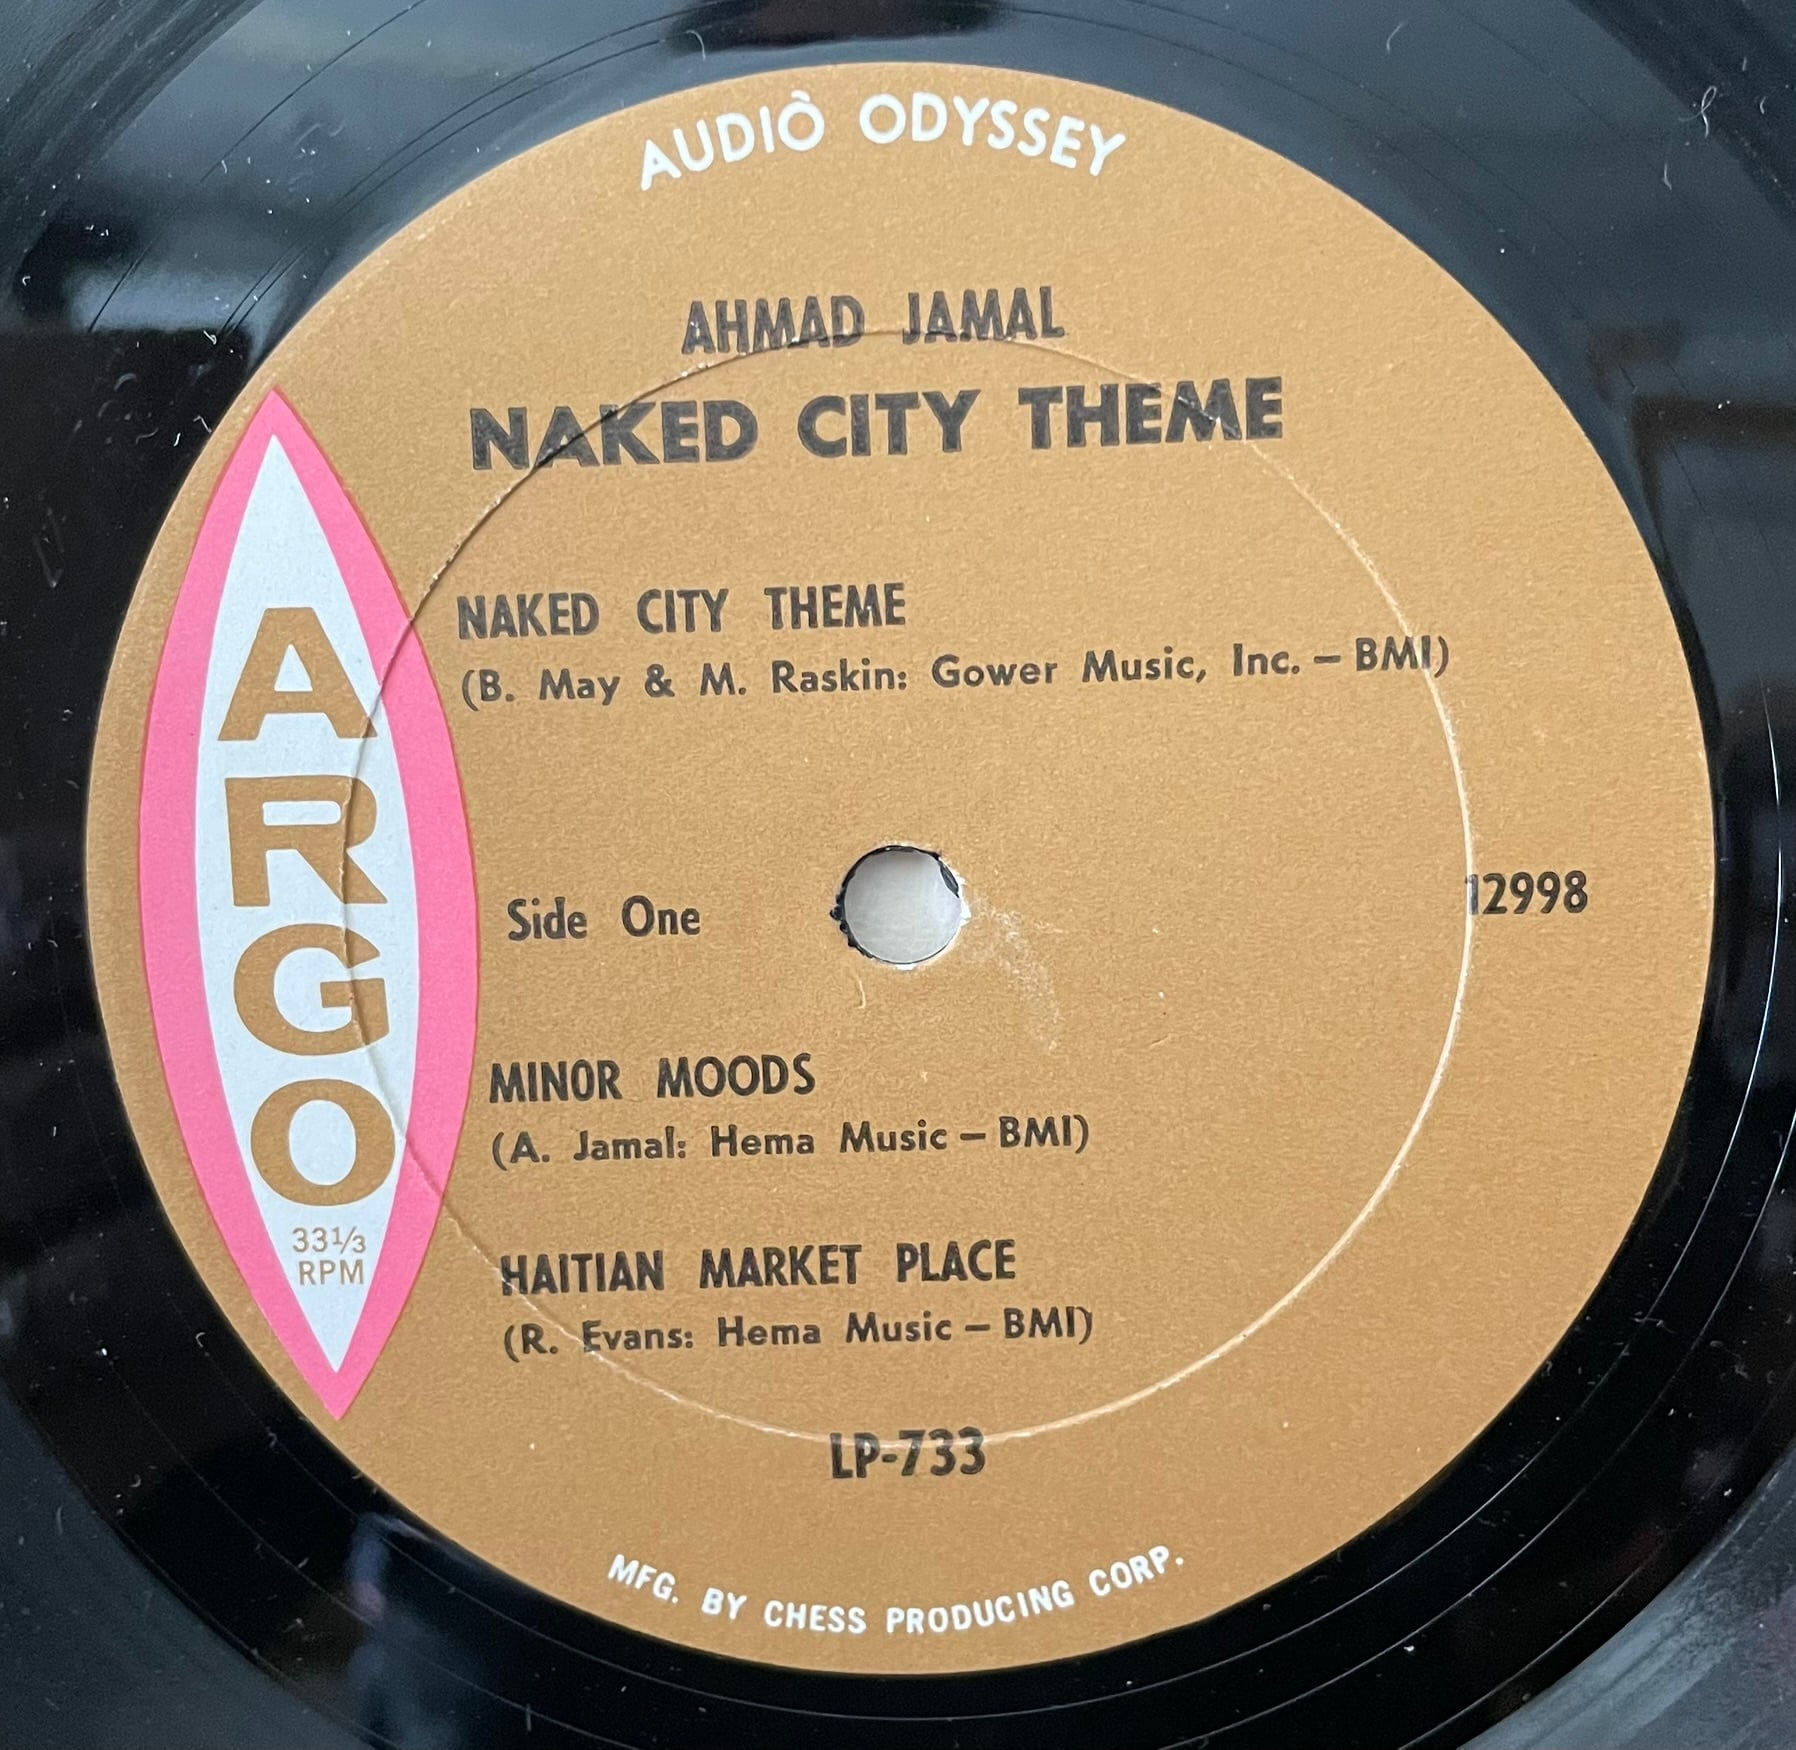 AUDIO ODYSSEY
AHMAD JAMAL
NAKED CITY THEME
NAKED CITY THEME
(B. May & M. Raskin: Gower Music, Inc. – BMI)
ARGO
33⅓
RPM
Side One
12998
MINOR MOODS
(A. Jamal: Hema Music – BMI)
HAITIAN MARKET PLACE
(R. Evans: Hema Music – BMI)
LP-733
MFG. BY CHESS PRODUCING CORP.